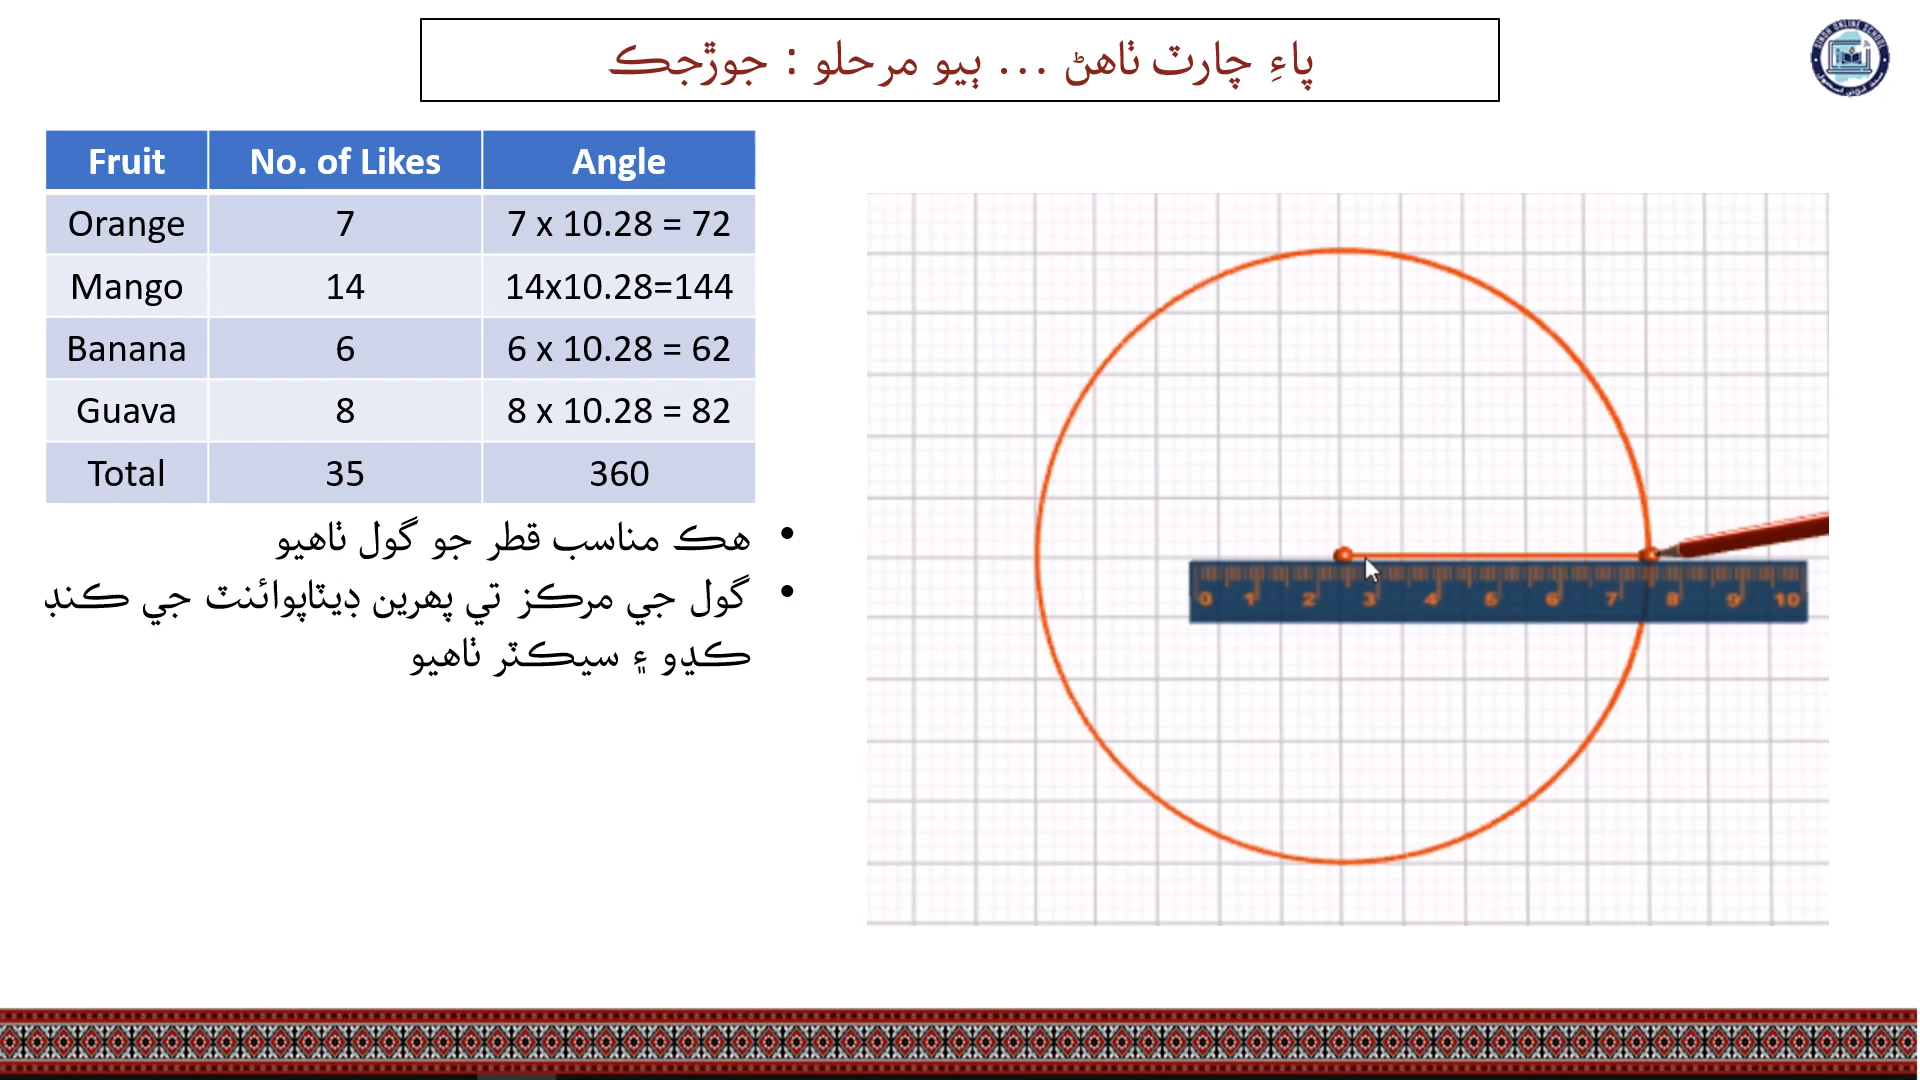 پاءِ چارٽ ٺاهڻ ... ٻيو مرحلو : جوڙجڪ
Fruit No. of Likes Angle
Orange 7 7 x 10.28 = 72
Mango 14 14x10.28=144
Banana 6 6 x 10.28 = 62
Guava 8 8 x 10.28 = 82
Total 35 360
• هڪ مناسب قطر جو گول ٺاهيو
• گول جي مرڪز تي پهرين ڊيٽاپوائنٽ جي ڪنڊ
ڪڍو ۽ سيڪٽر ٺاهيو
0 1 2 3 4 5 6 7 8 9 10
SINDH ONLINE SCHOOL